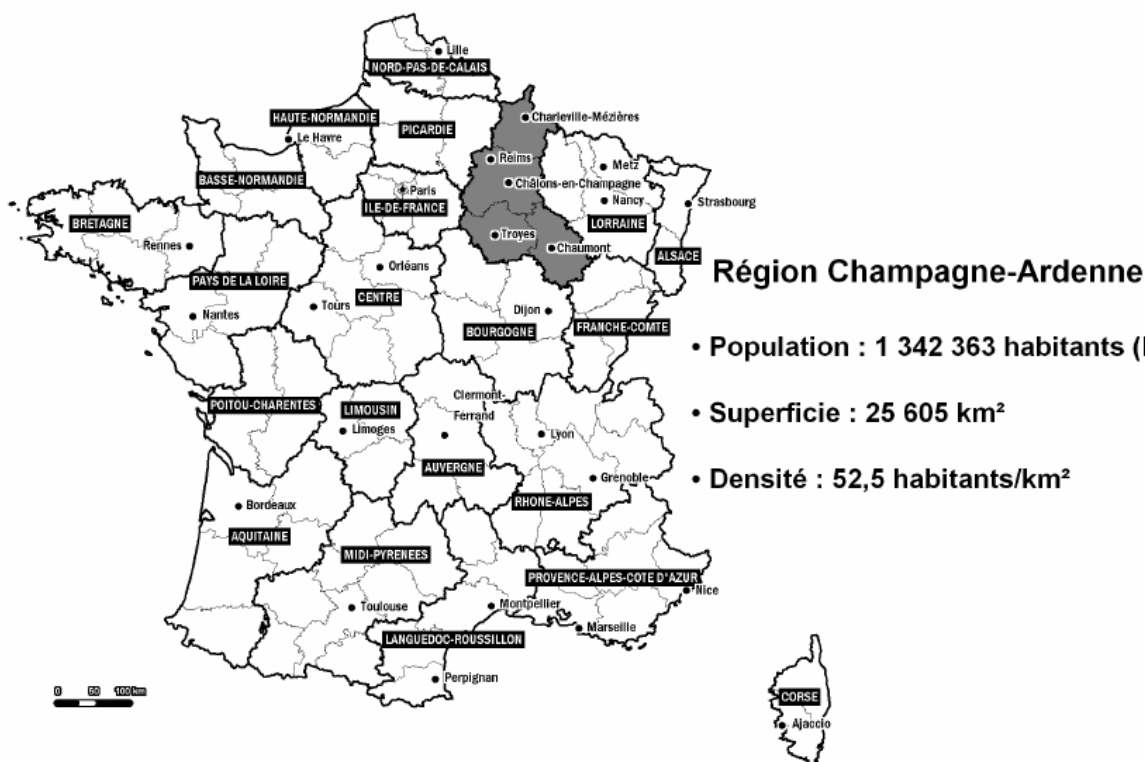 Lille
NORD-PAS-DE-CALAIS
Charleville-Mézières
HAUTE-NORMANDIE
PICARDIE
Le Havre
Reims
Metz
BASSE-NORMANDIE
Paris
Châlons-en-Champagne
ILE-DE-FRANCE
Nancy
Strasbourg
BRETAGNE
LORRAINE
Rennes
Troyes
Chaumont
ALSACE
Orléans
PAYS DE LA LOIRE
CENTRE
Tours
Nantes
Dijon
BOURGOGNE
FRANCHE-COMTE
Région Champagne-Ardenne
• Population : 1 342 363 habitants (
• Superficie : 25 605 km²
• Densité : 52,5 habitants/km²
POITOU-CHARENTES
LIMOUSIN
Limoges
Clermont-
Ferrand
Lyon
AUVERGNE
Grenoble
RHONE-ALPES
Bordeaux
AQUITAINE
MIDI-PYRENEES
PROVENCE-ALPES-COTE D'AZUR
Nice
Toulouse
Montpellier
Marseille
LANGUEDOC-ROUSSILLON
Perpignan
0 50 100 km
CORSE
Ajaccio